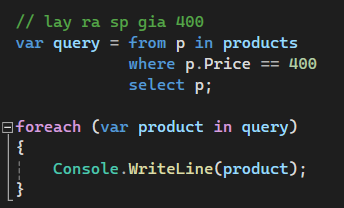 // lay ra sp gia 400
var query = from p in products
            where p.Price == 400
            select p;

foreach (var product in query)
{
    Console.WriteLine(product);
}